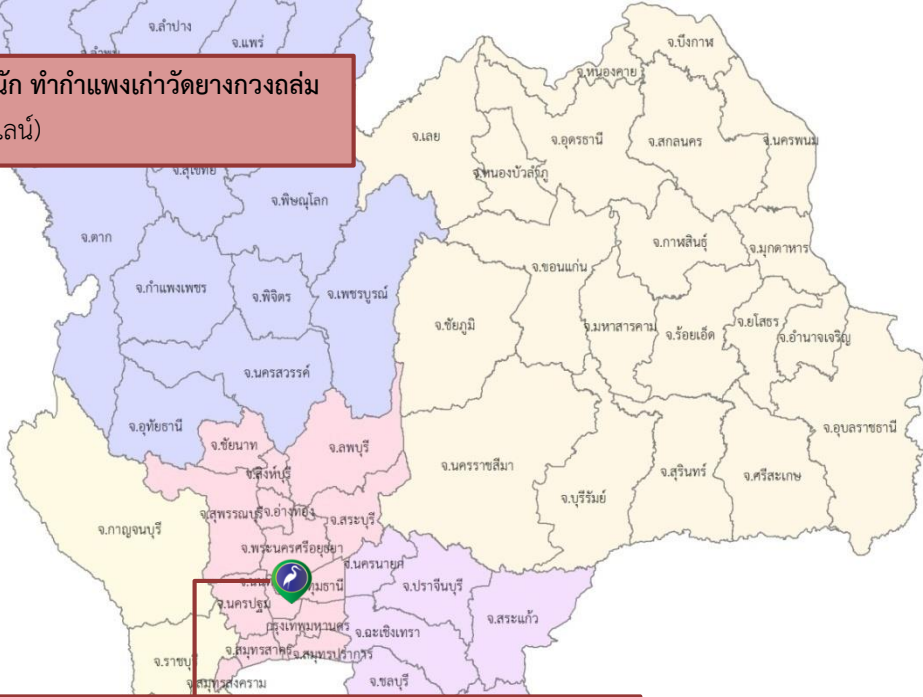 จ.ลำปาง
จ.แพร่
นัก ทำกำแพงเก่าวัดยางกวงถล่ม
ลน์)
จ.บึงกาฬ
จ.หนองคาย
จ.เลย
จ.อุดรธานี
จ.สกลนคร
จ.นครพนม
จ.หนองบัวลำภู
จ.สุโขทัย
จ.พิษณุโลก
จ.ตาก
จ.กาฬสินธุ์
จ.มุกดาหาร
จ.ขอนแก่น
จ.กำแพงเพชร
จ.พิจิตร
จ.เพชรบูรณ์
จ.ชัยภูมิ
จ.มหาสารคาม
จ.ร้อยเอ็ด
จ.ยโสธร
จ.อำนาจเจริญ
จ.นครสวรรค์
จ.อุทัยธานี
จ.ชัยนาท
จ.ลพบุรี
จ.อุบลราชธานี
จ.สิงห์บุรี
จ.นครราชสีมา
จ.สุรินทร์
จ.ศรีสะเกษ
จ.บุรีรัมย์
จ.สุพรรณบุรี
จ.อ่างทอง
จ.สระบุรี
จ.กาญจนบุรี
จ.พระนครศรีอยุธยา
จ.นครนายก
จ.ปราจีนบุรี
ทุมธานี
จ.นครปฐม
จ.สระแก้ว
กรุงเทพมหานคร
จ.ฉะเชิงเทรา
จ.สมุทรสาคร
จ.สมุทรปราการ
จ.ราชบุรี
จ.สมุทรสงคราม
จ.ชลบุรี